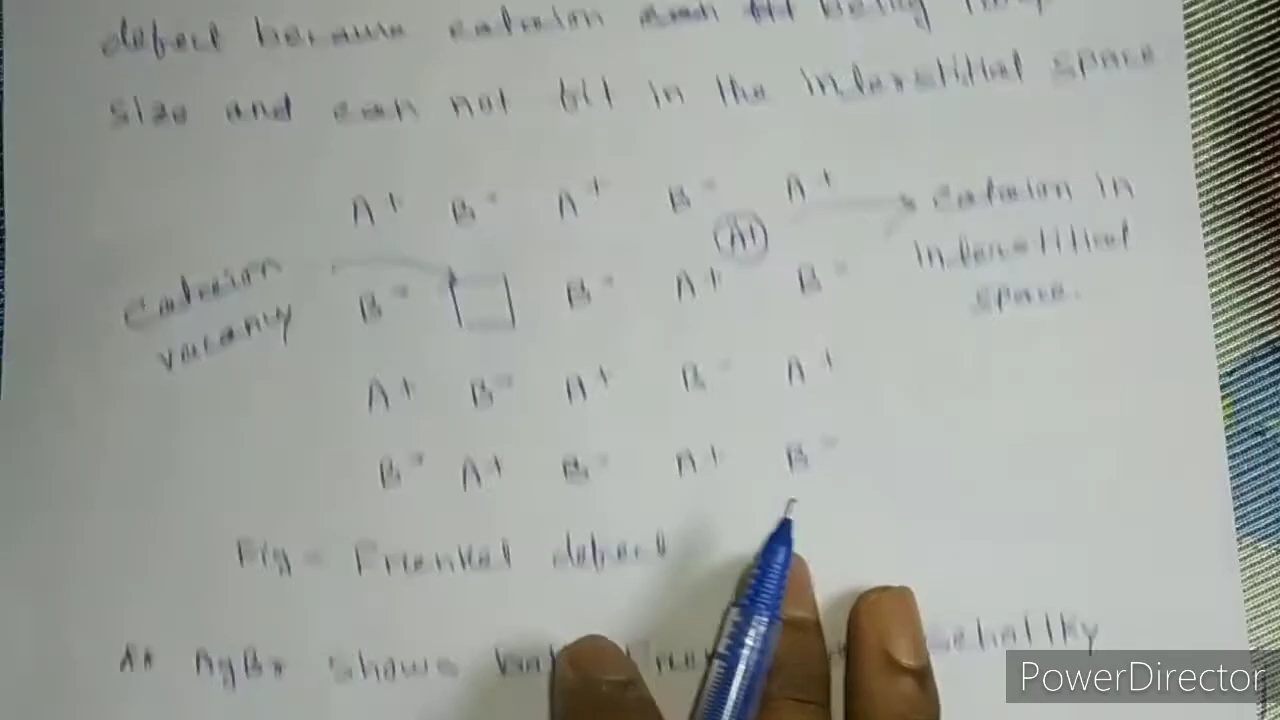 defect because cation
size and can not fit in the interstitial space
A+ B- A+ B- A+
(A+)
cation in
interstitial
space.
cation
vacancy
B- B- A+ B-
A+ B- A+ B- A+
B- A+ B- A+ B-
Fig - Frenkel defect
AgBr shows
PowerDirector